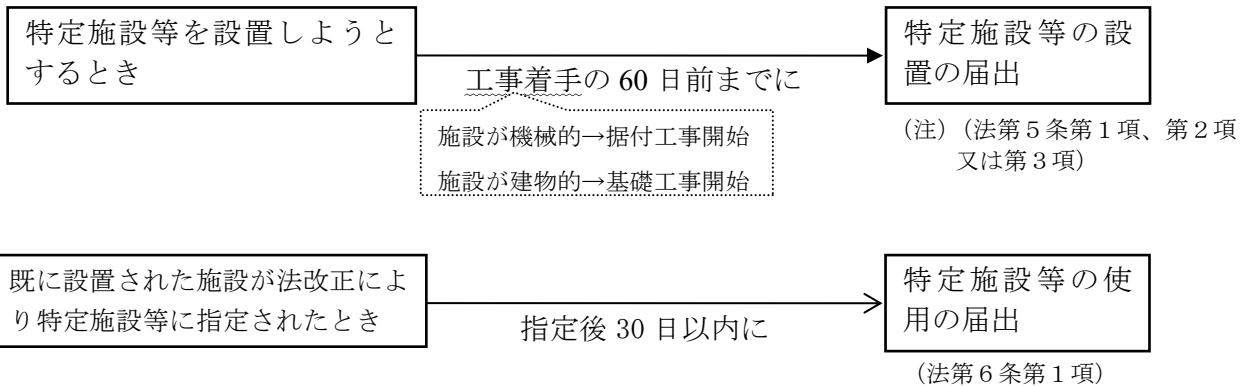 特定施設等を設置しようと
するとき
工事着手の 60 日前までに
施設が機械的→据付工事開始
施設が建物的→基礎工事開始
特定施設等の設
置の届出
（注）（法第５条第１項、第２項
又は第３項）
既に設置された施設が法改正によ
り特定施設等に指定されたとき
指定後 30 日以内に
特定施設等の使
用の届出
（法第６条第１項）